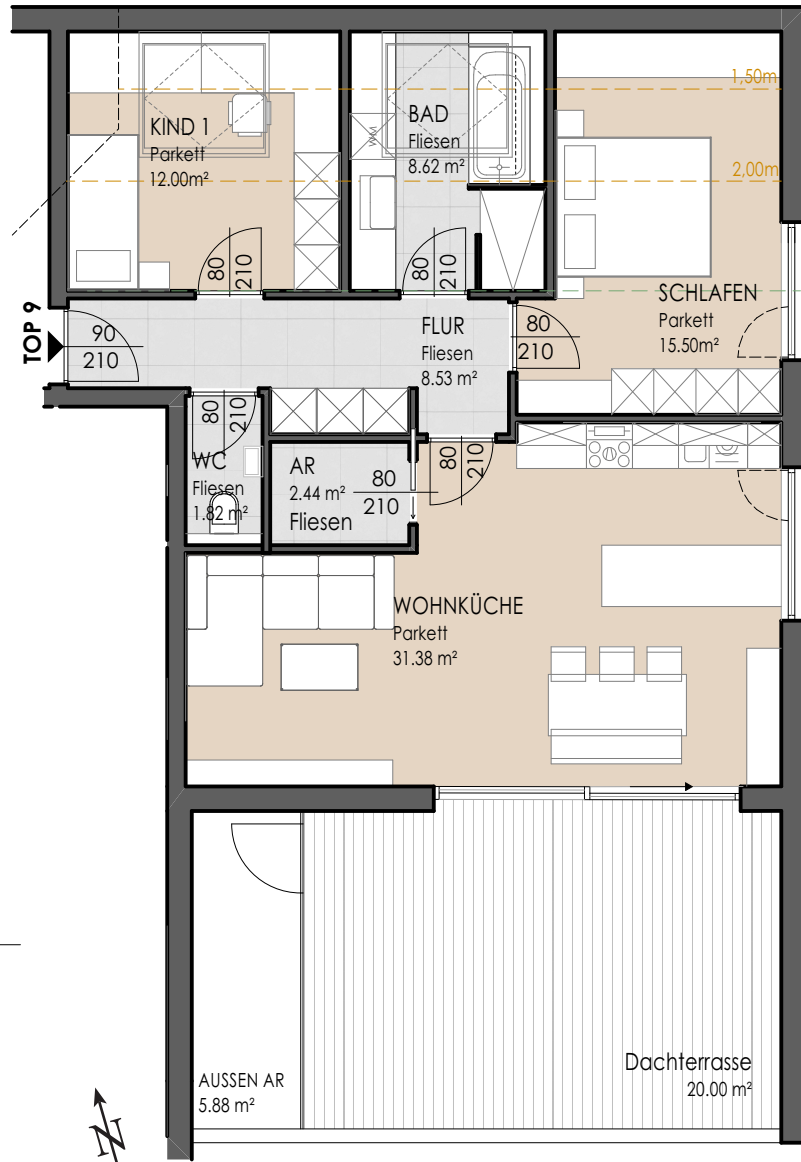 1,50m
KIND 1
Parkett
12.00m²
BAD
Fliesen
8.62 m²
WM
2,00m
80
210
80
210
SCHLAFEN
Parkett
15.50m²
TOP 9
90
210
FLUR
Fliesen
8.53 m²
80
210
80
210
WC
Fliesen
1.82 m²
AR
2.44 m²
Fliesen
80
210
80
210
WOHNKÜCHE
Parkett
31.38 m²
AUSSEN AR
5.88 m²
Dachterrasse
20.00 m²
N